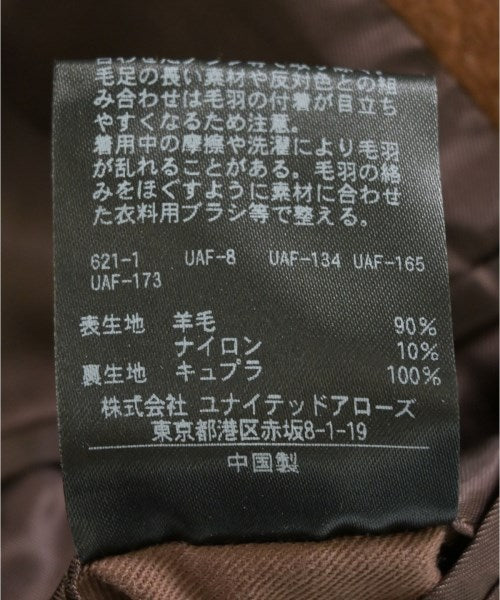 毛足の長い素材や反対色との組
み合わせは毛羽の付着が目立ち
やすくなるため注意。
着用中の摩擦や洗濯により毛羽
が乱れることがある。毛羽の絡
みをほぐすように素材に合わせ
た衣料用ブラシ等で整える。
621-1 UAF-8 UAF-134 UAF-165
UAF-173
表生地 羊毛 90%
ナイロン 10%
裏生地 キュプラ 100%
株式会社 ユナイテッドアローズ
東京都港区赤坂8-1-19
中国製